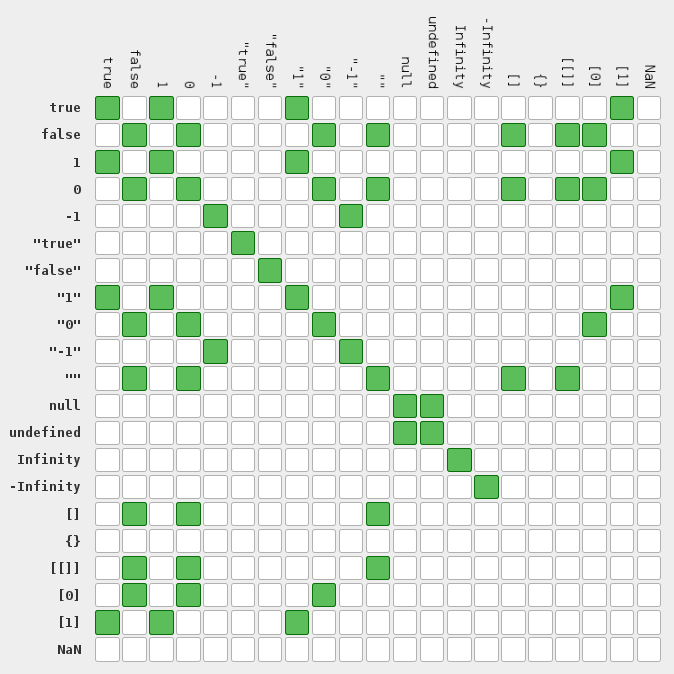 true
false
1
0
-1
"true"
"false"
"1"
"0"
"-1"
""
null
undefined
Infinity
-Infinity
[]
{}
[[]]
[0]
[1]
NaN
true
false
1
0
-1
"true"
"false"
"1"
"0"
"-1"
""
null
undefined
Infinity
-Infinity
[]
{}
[[]]
[0]
[1]
NaN